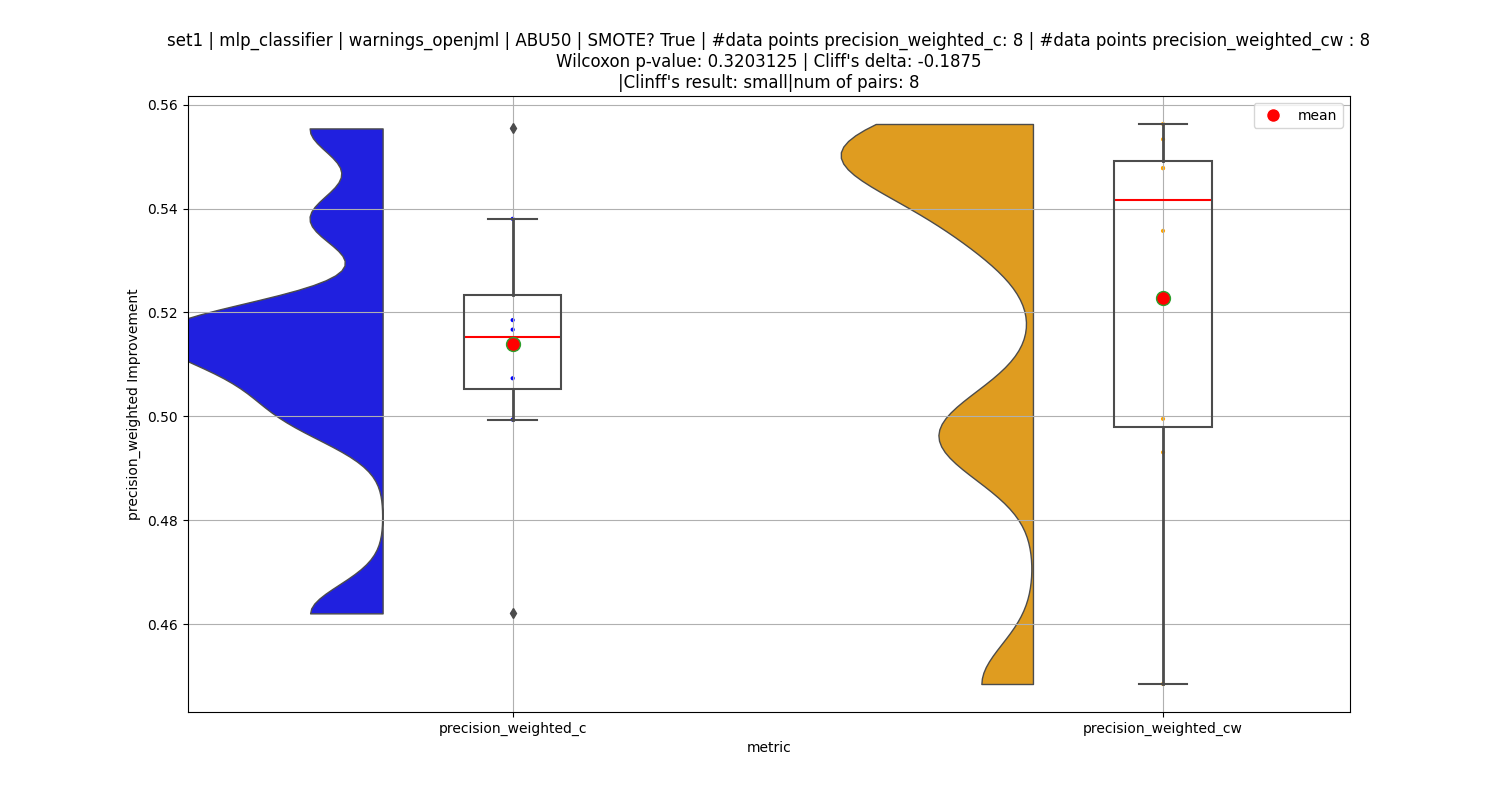 set1 | mlp_classifier | warnings_openjml | ABU50 | SMOTE? True | #data points precision_weighted_c: 8 | #data points precision_weighted_cw : 8
Wilcoxon p-value: 0.3203125 | Cliff's delta: -0.1875
|Clinff's result: small|num of pairs: 8
mean
0.56
0.54
0.52
0.50
0.48
0.46
precision_weighted Improvement
precision_weighted_c
precision_weighted_cw
metric